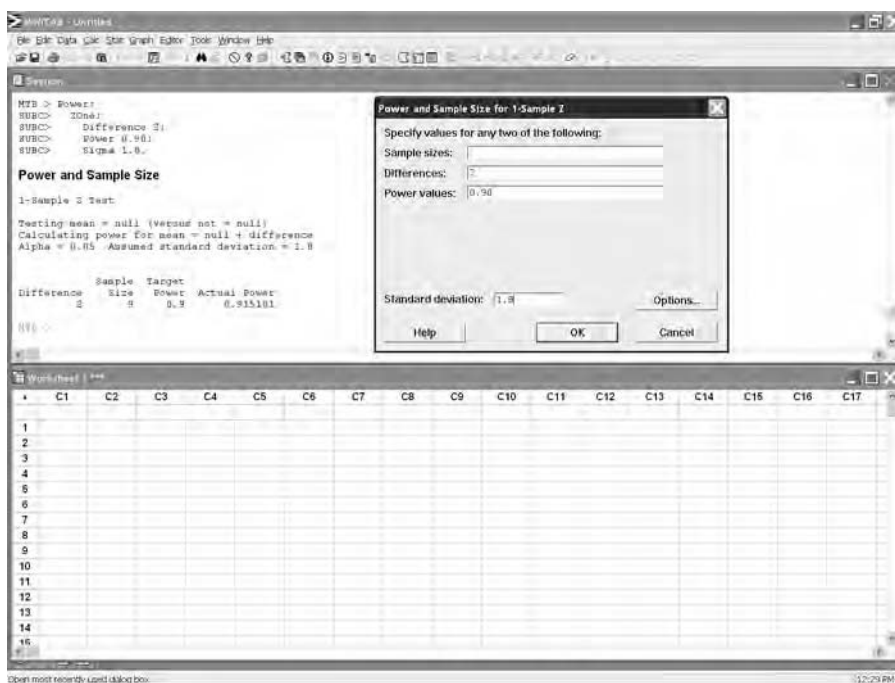 MINITAB - Untitled
File Edit Data Calc Stat Graph Editor Tools Window Help
Session
MTB > Power;
SUBC> ZOne;
SUBC> Difference 2;
SUBC> Power 0.90;
SUBC> Sigma 1.8.
Power and Sample Size
1-Sample Z Test
Testing mean = null (versus not = null)
Calculating power for mean = null + difference
Alpha = 0.05 Assumed standard deviation = 1.8
Sample Target
Difference Size Power Actual Power
2 9 0.9 0.915181
MTB >
Power and Sample Size for 1-Sample Z
Specify values for any two of the following:
Sample sizes:
Differences: 2
Power values: 0.90
Standard deviation: 1.8
Options...
Help OK Cancel
Worksheet 1 ***
C1 C2 C3 C4 C5 C6 C7 C8 C9 C10 C11 C12 C13 C14 C15 C16 C17
1
2
3
4
5
6
7
8
9
10
11
12
13
14
15
Open most recently used dialog box
12:29 PM